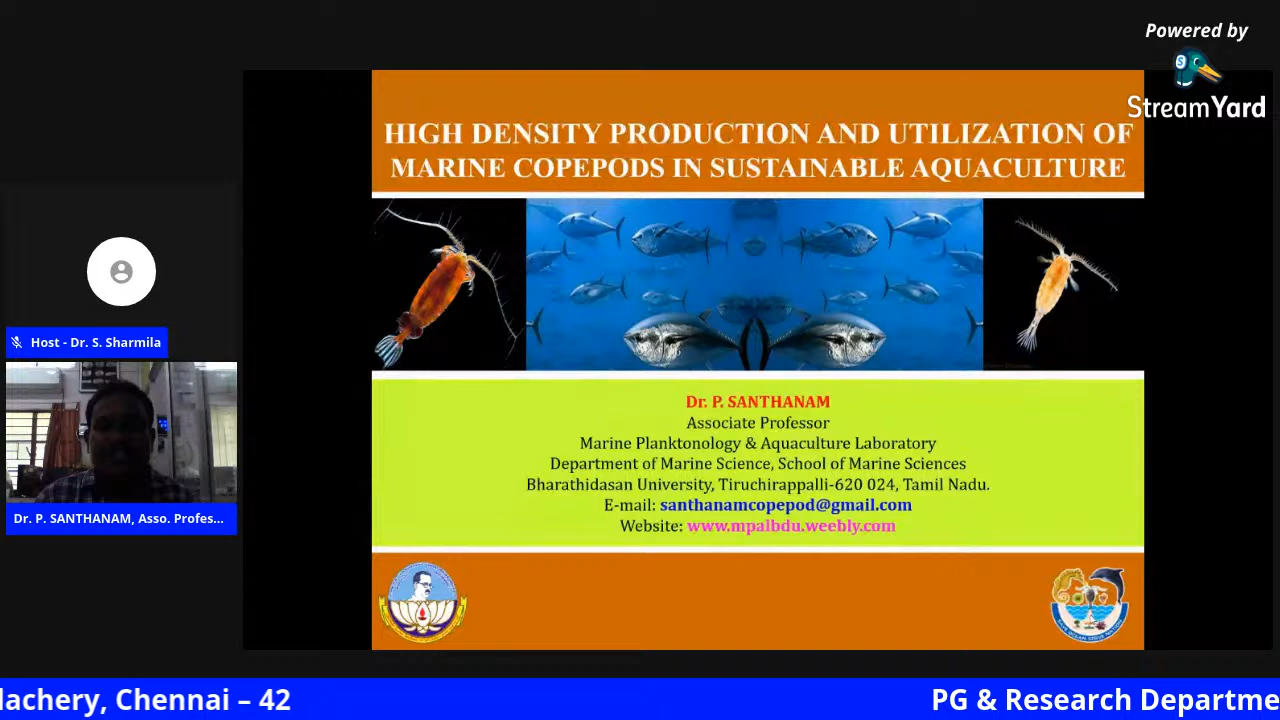 Powered by
StreamYard
HIGH DENSITY PRODUCTION AND UTILIZATION OF
MARINE COPEPODS IN SUSTAINABLE AQUACULTURE
Host - Dr. S. Sharmila
Dr. P. SANTHANAM, Asso. Profes...
Dr. P. SANTHANAM
Associate Professor
Marine Planktonology & Aquaculture Laboratory
Department of Marine Science, School of Marine Sciences
Bharathidasan University, Tiruchirappalli-620 024, Tamil Nadu.
E-mail: santhanamcopepod@gmail.com
Website: www.mpalbdu.weebly.com
lachery, Chennai – 42
PG & Research Departme